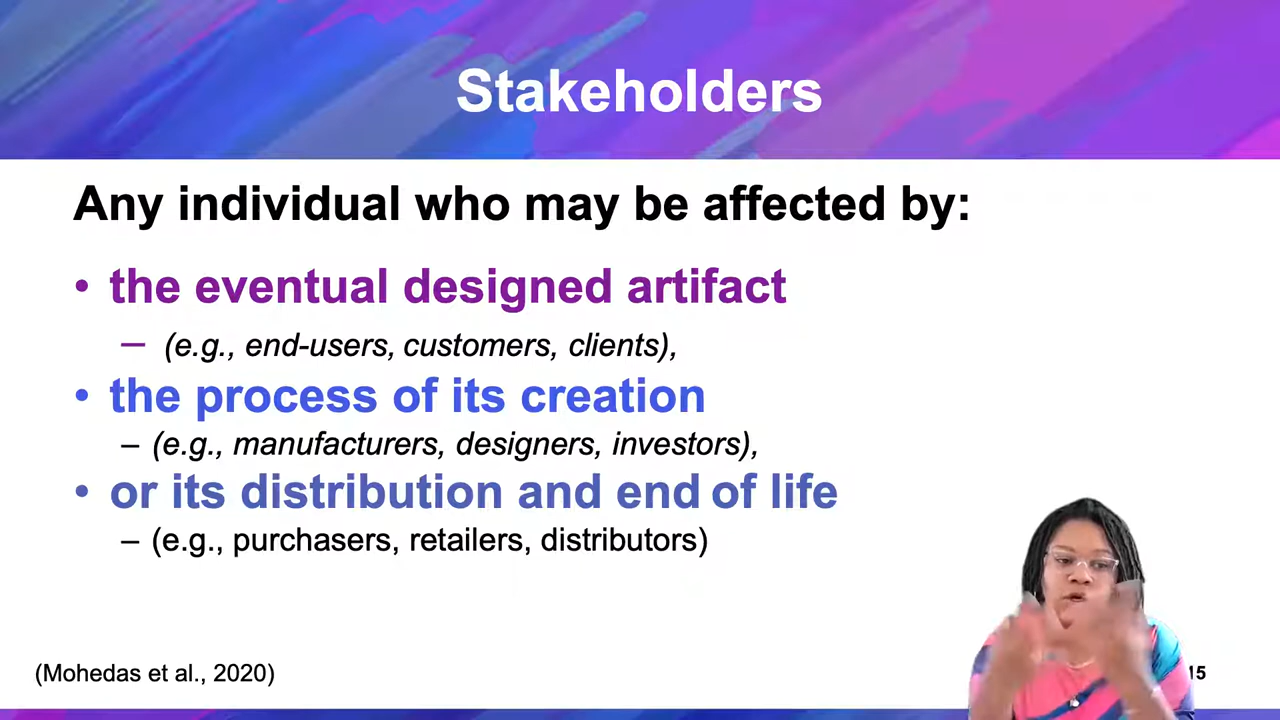 Stakeholders
Any individual who may be affected by:
• the eventual designed artifact
– (e.g., end-users, customers, clients),
• the process of its creation
– (e.g., manufacturers, designers, investors),
• or its distribution and end of life
– (e.g., purchasers, retailers, distributors)
(Mohedas et al., 2020)
15